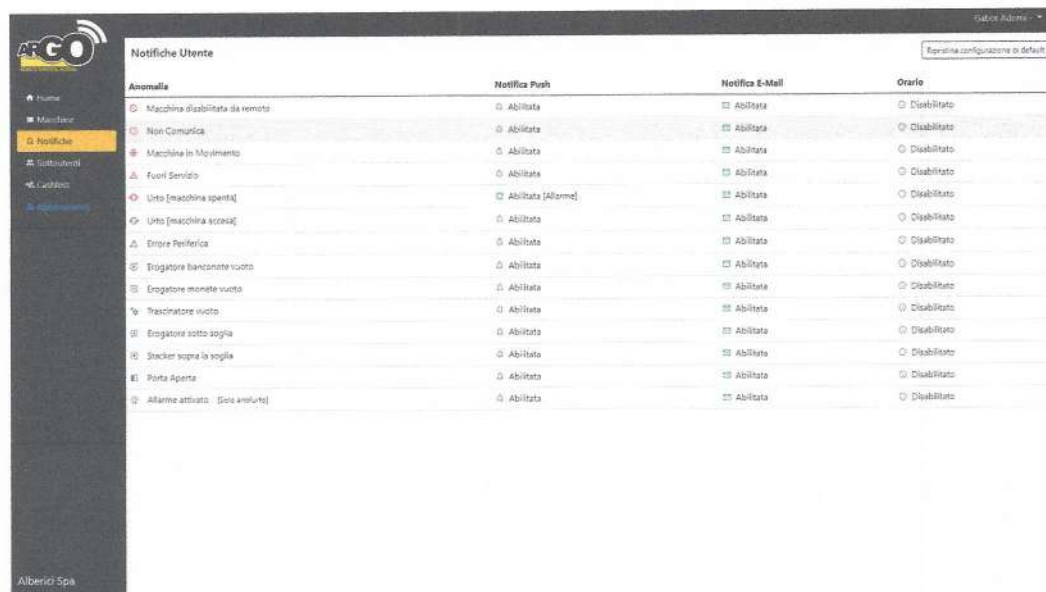 Gabice Adami
ARGO
Notifiche Utente
Ripristina configurazione di default
Anomalia Notifica Push Notifica E-Mail Orario
Home
Macchine
Notifiche
Sottoutenti
Cashless
Macchina disabilitata da remoto Abilitata Abilitata Disabilitato
Non Comunica Abilitata Abilitata Disabilitato
Macchina in Movimento Abilitata Abilitata Disabilitato
Fuori Servizio Abilitata Abilitata Disabilitato
Urto [macchina spenta] Abilitata [Allarme] Abilitata Disabilitato
Urto [macchina accesa] Abilitata Abilitata Disabilitato
Errore Periferica Abilitata Abilitata Disabilitato
Erogatore banconote vuoto Abilitata Abilitata Disabilitato
Erogatore monete vuoto Abilitata Abilitata Disabilitato
Trascinatore vuoto Abilitata Abilitata Disabilitato
Erogatore sotto soglia Abilitata Abilitata Disabilitato
Stacker sopra la soglia Abilitata Abilitata Disabilitato
Porta Aperta Abilitata Abilitata Disabilitato
Allarme attivato [Solo antifurto] Abilitata Abilitata Disabilitato
Alberici Spa